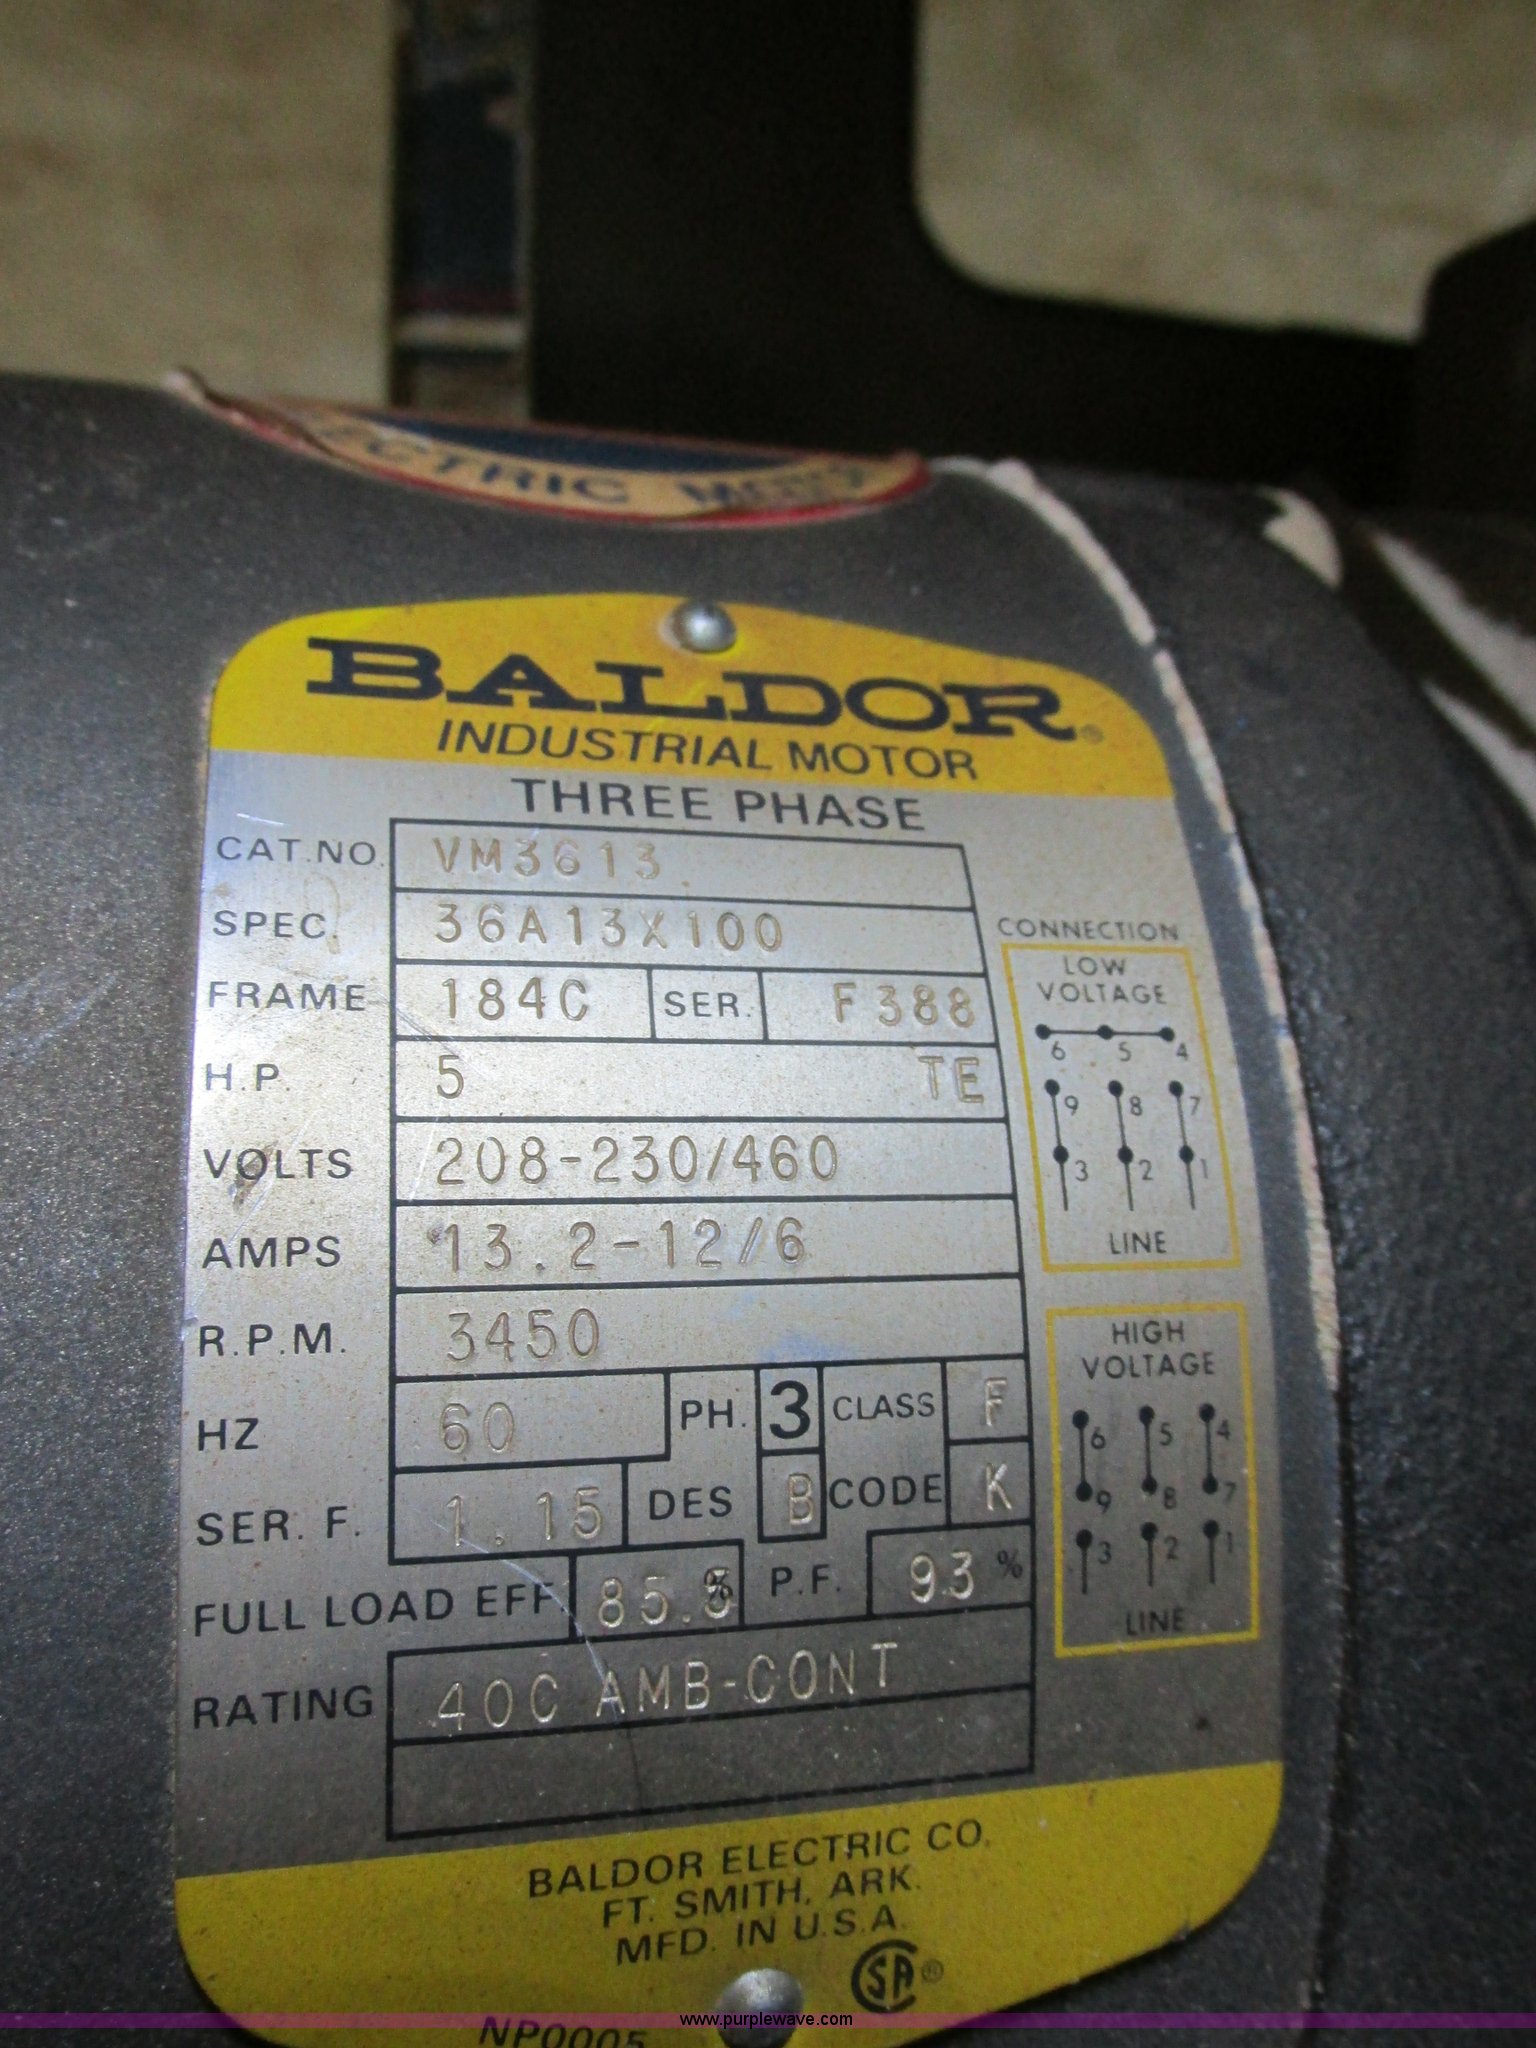 ECTRIC MOTO
BALDOR®
INDUSTRIAL MOTOR
THREE PHASE
CAT.NO. VM3613
SPEC. 36A13X100
FRAME 184C SER. F388
H.P. 5 TE
VOLTS 208-230/460
AMPS 13.2-12/6
R.P.M. 3450
HZ 60 PH. 3 CLASS F
SER. F. 1.15 DES B CODE K
FULL LOAD EFF. 85.5% P.F. 93 %
RATING 40C AMB-CONT
CONNECTION
LOW
VOLTAGE
6 5 4
9 8 7
3 2 1
LINE
HIGH
VOLTAGE
6 5 4
9 8 7
3 2 1
LINE
BALDOR ELECTRIC CO.
FT. SMITH, ARK.
MFD. IN U.S.A.
SA®
NP0005
www.purplewave.com